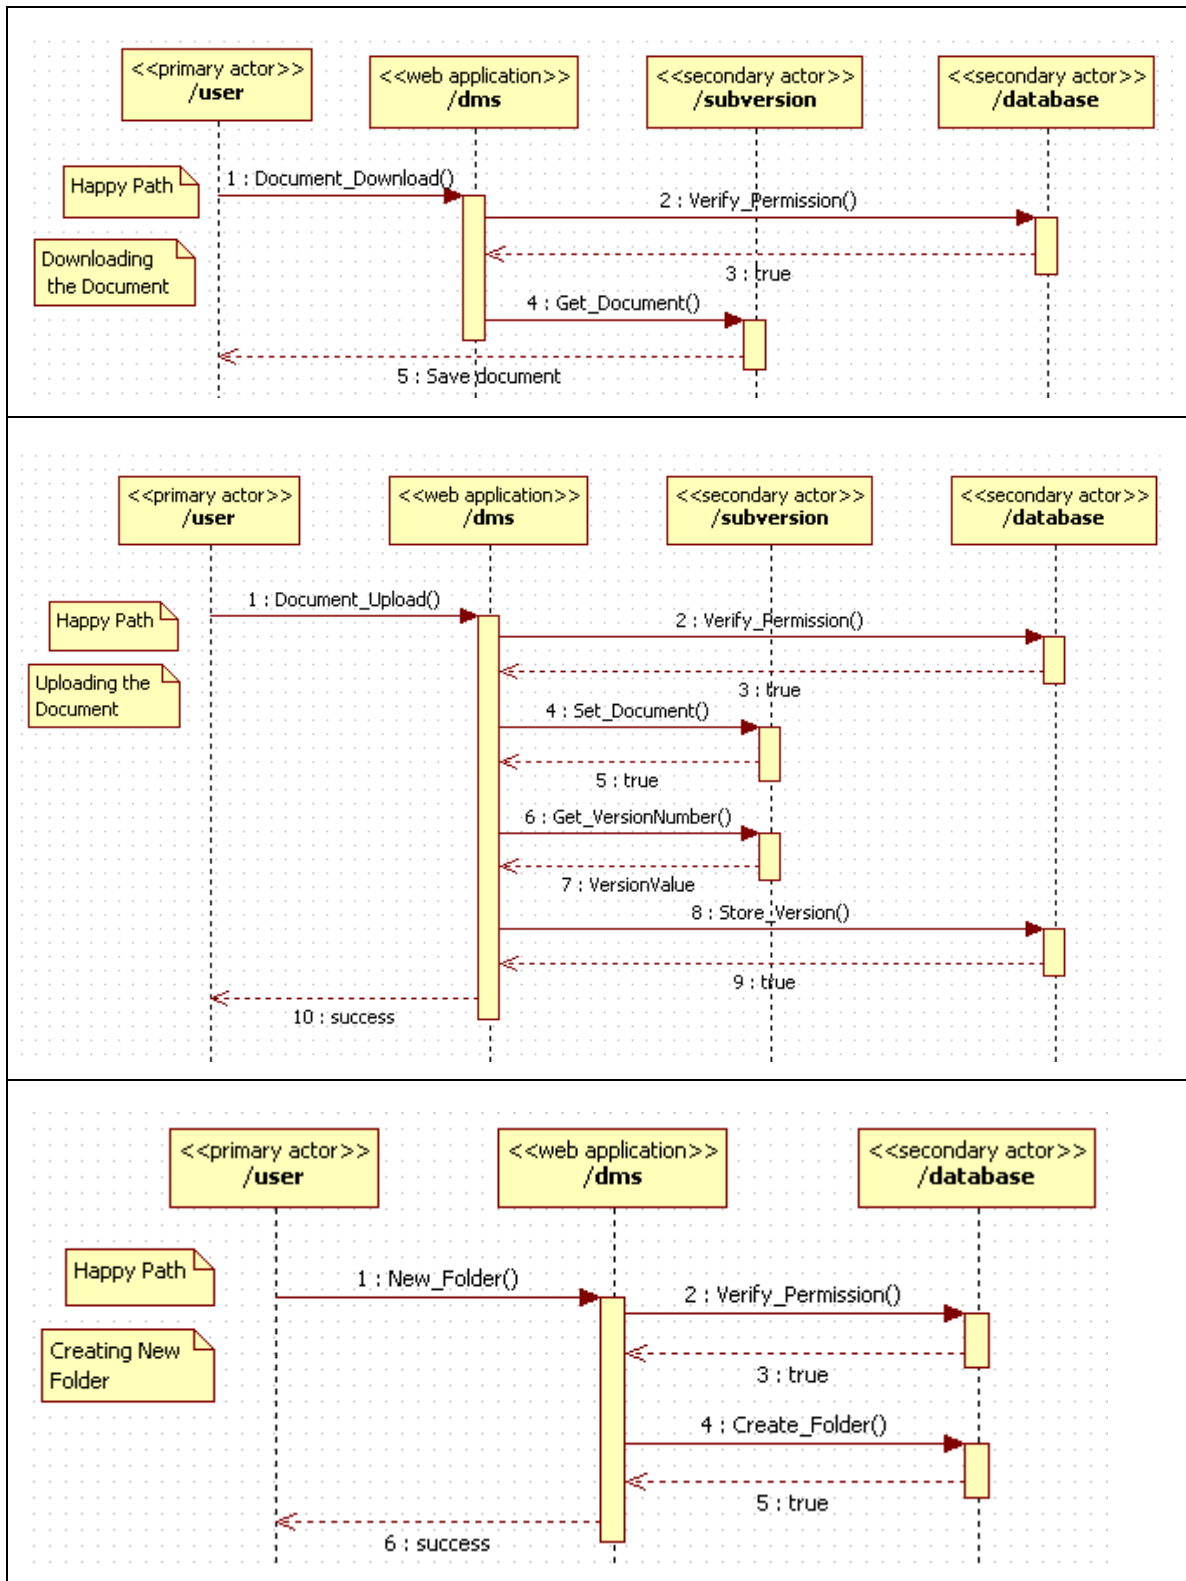 <<primary actor>>
/user
<<web application>>
/dms
<<secondary actor>>
/subversion
<<secondary actor>>
/database
Happy Path
1 : Document_Download()
2 : Verify_Permission()
Downloading
the Document
3 : true
4 : Get_Document()
5 : Save document
<<primary actor>>
/user
<<web application>>
/dms
<<secondary actor>>
/subversion
<<secondary actor>>
/database
1 : Document_Upload()
Happy Path
2 : Verify_Permission()
Uploading the
Document
3 : true
4 : Set_Document()
5 : true
6 : Get_VersionNumber()
7 : VersionValue
8 : Store_Version()
9 : true
10 : success
<<primary actor>>
/user
<<web application>>
/dms
<<secondary actor>>
/database
Happy Path
1 : New_Folder()
2 : Verify_Permission()
Creating New
Folder
3 : true
4 : Create_Folder()
5 : true
6 : success